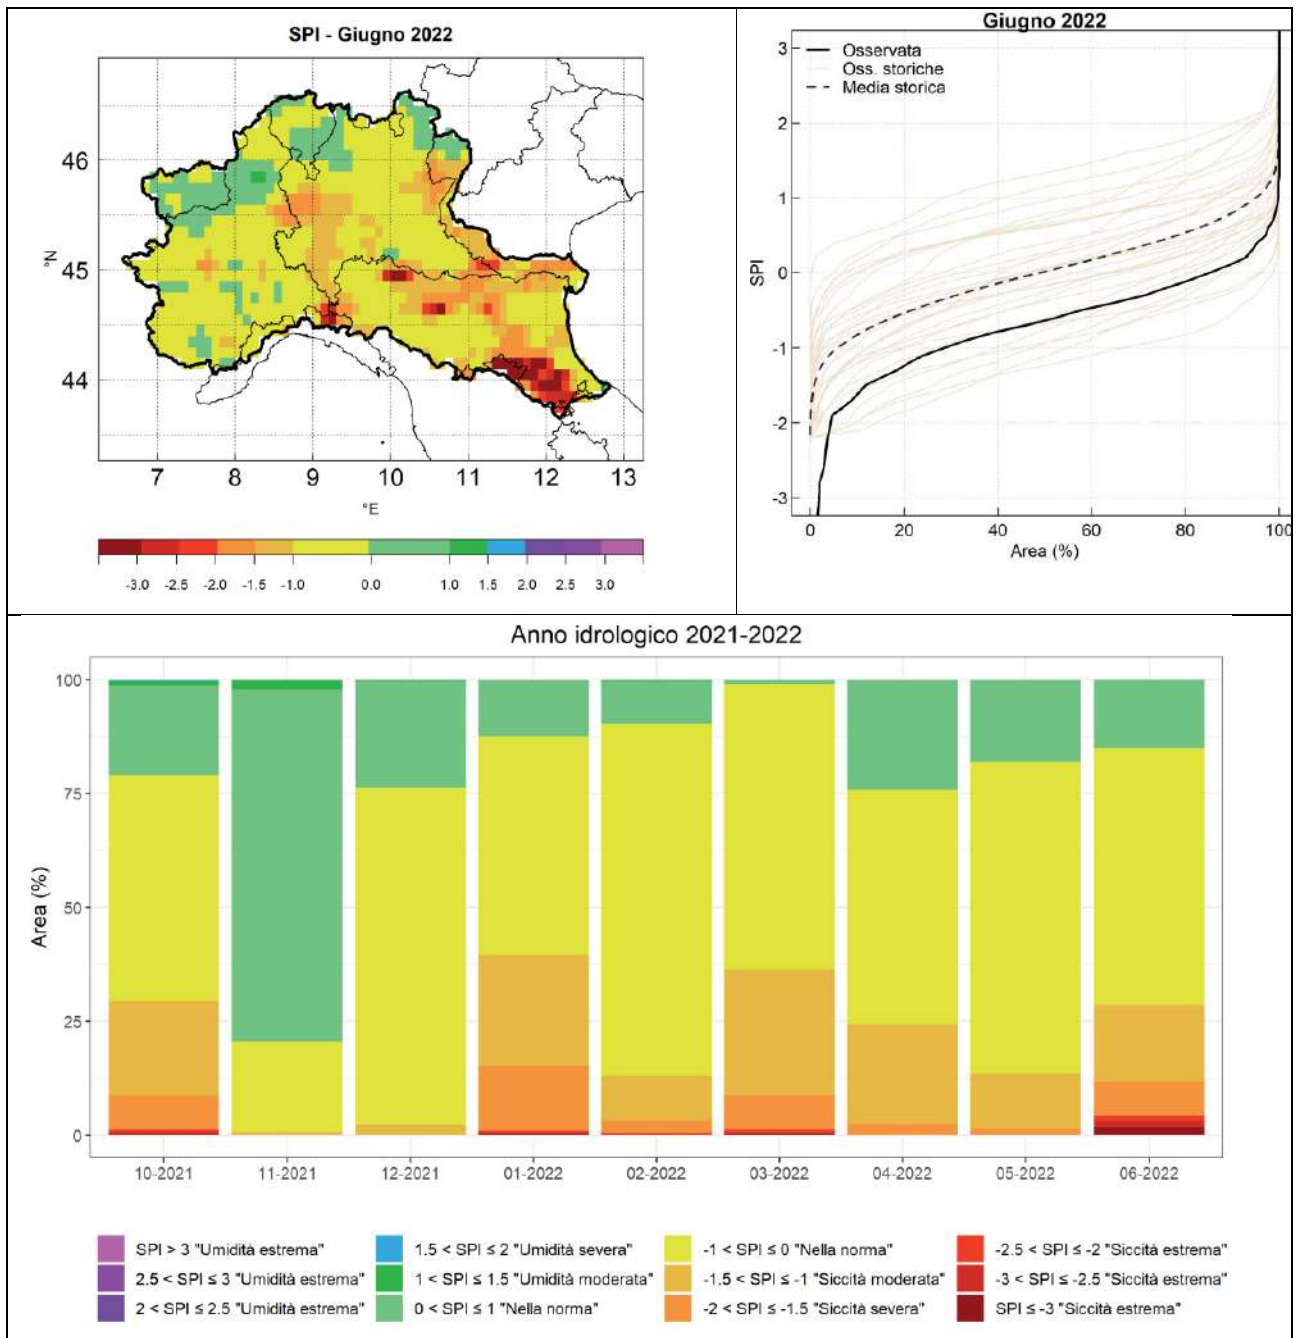 SPI - Giugno 2022
46
45
44
°N
7 8 9 10 11 12 13
°E
-3.0 -2.5 -2.0 -1.5 -1.0 0.0 1.0 1.5 2.0 2.5 3.0
Giugno 2022
Osservata
Oss. storiche
Media storica
3
2
1
0
-1
-2
-3
SPI
0 20 40 60 80 100
Area (%)
Anno idrologico 2021-2022
100
75
50
25
0
Area (%)
10-2021 11-2021 12-2021 01-2022 02-2022 03-2022 04-2022 05-2022 06-2022
SPI > 3 "Umidità estrema" 1.5 < SPI ≤ 2 "Umidità severa" -1 < SPI ≤ 0 "Nella norma" -2.5 < SPI ≤ -2 "Siccità estrema"
2.5 < SPI ≤ 3 "Umidità estrema" 1 < SPI ≤ 1.5 "Umidità moderata" -1.5 < SPI ≤ -1 "Siccità moderata" -3 < SPI ≤ -2.5 "Siccità estrema"
2 < SPI ≤ 2.5 "Umidità estrema" 0 < SPI ≤ 1 "Nella norma" -2 < SPI ≤ -1.5 "Siccità severa" SPI ≤ -3 "Siccità estrema"